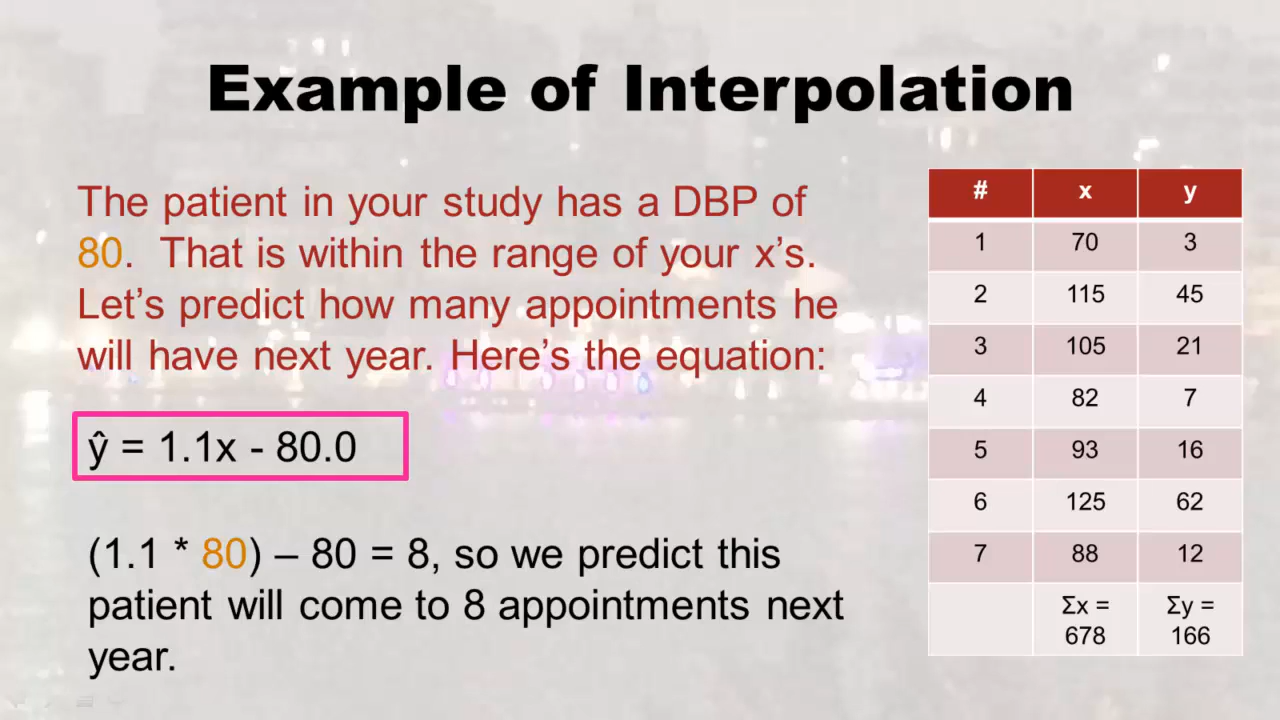 Example of Interpolation
The patient in your study has a DBP of
80.  That is within the range of your x’s.
Let’s predict how many appointments he
will have next year. Here’s the equation:
ŷ = 1.1x - 80.0
(1.1 * 80) – 80 = 8, so we predict this
patient will come to 8 appointments next
year.
# x y
1 70 3
2 115 45
3 105 21
4 82 7
5 93 16
6 125 62
7 88 12
Σx = Σy =
678 166